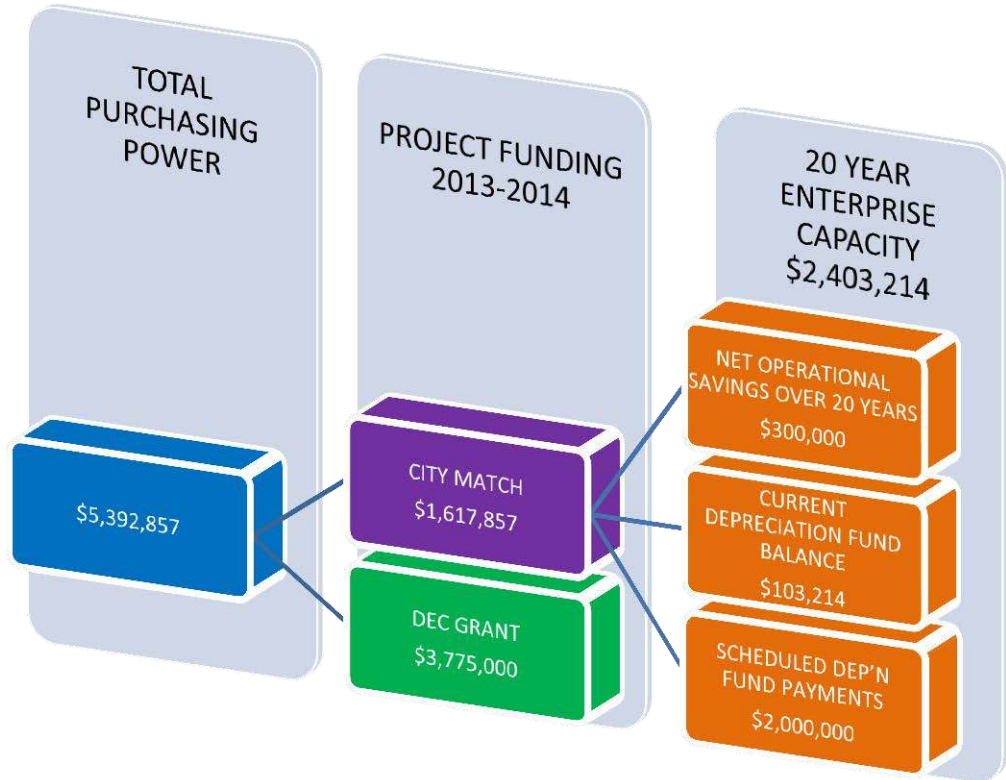 TOTAL
PURCHASING
POWER
$5,392,857
PROJECT FUNDING
2013-2014
CITY MATCH
$1,617,857
DEC GRANT
$3,775,000
20 YEAR
ENTERPRISE
CAPACITY
$2,403,214
NET OPERATIONAL
SAVINGS OVER 20 YEARS
$300,000
CURRENT
DEPRECIATION FUND
BALANCE
$103,214
SCHEDULED DEP’N
FUND PAYMENTS
$2,000,000